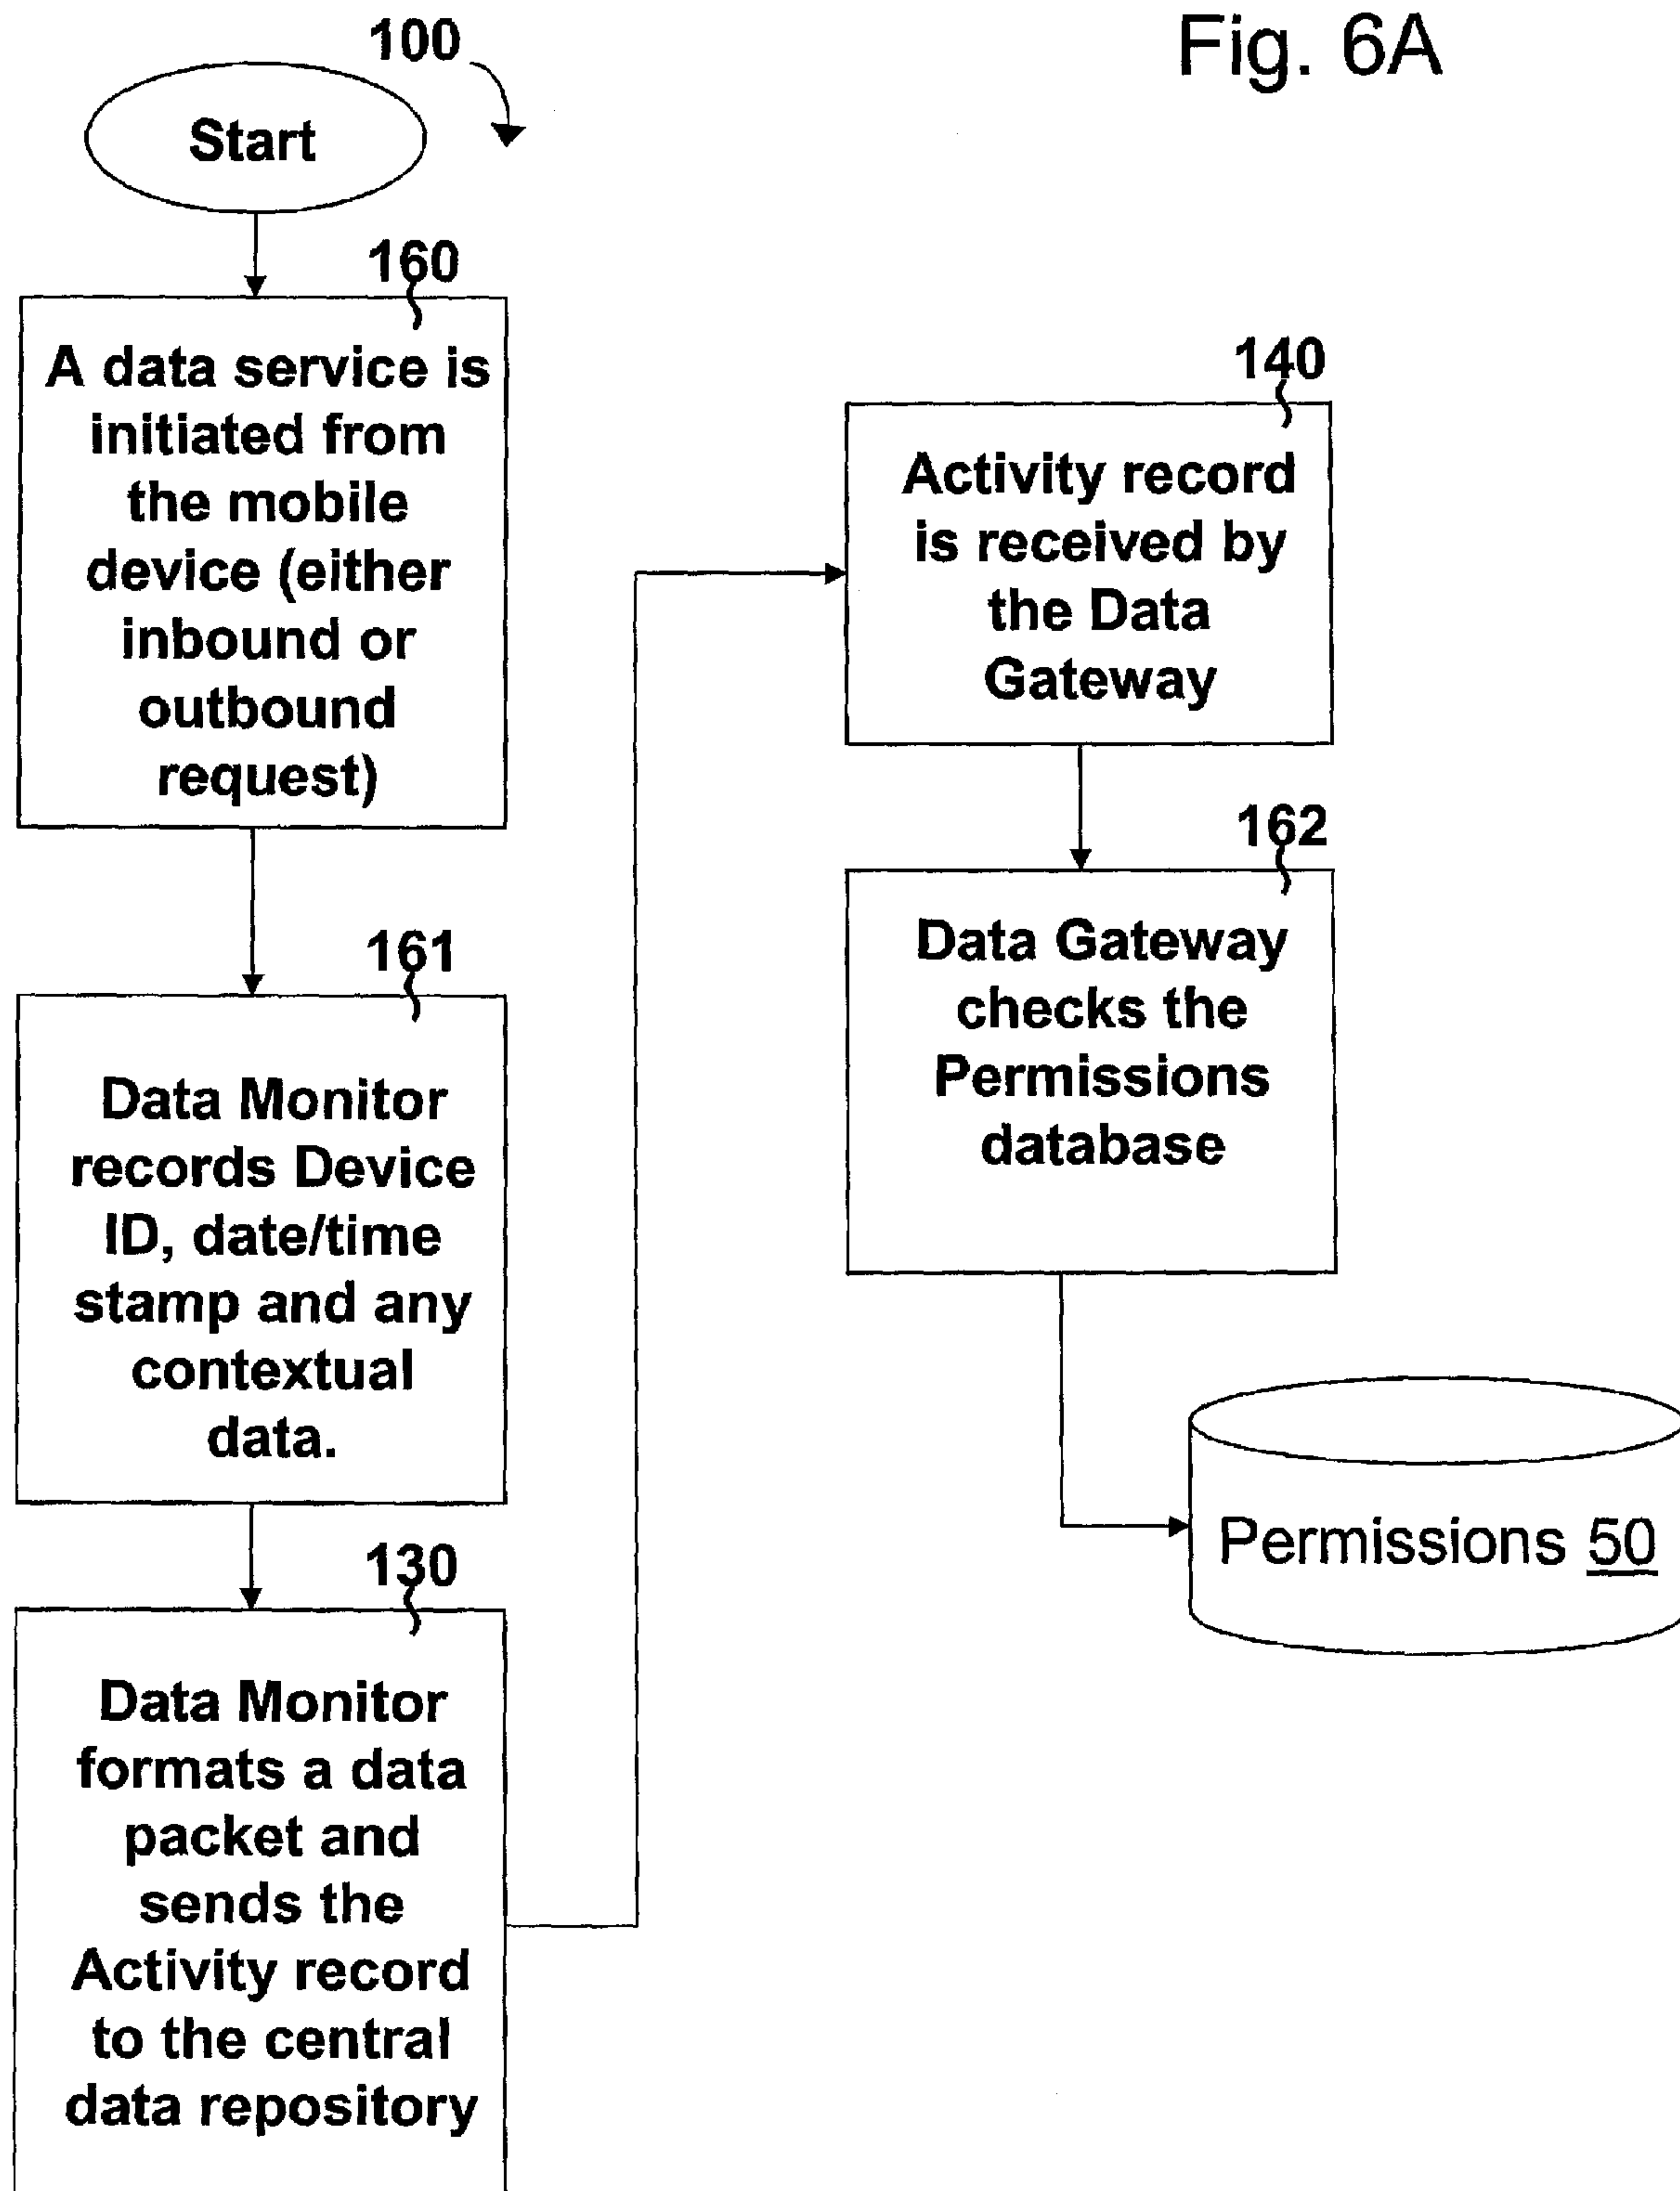 Fig. 6A
100
Start
160
A data service is
initiated from
the mobile
device (either
inbound or
outbound
request)
161
Data Monitor
records Device
ID, date/time
stamp and any
contextual
data.
130
Data Monitor
formats a data
packet and
sends the
Activity record
to the central
data repository
140
Activity record
is received by
the Data
Gateway
162
Data Gateway
checks the
Permissions
database
Permissions 50